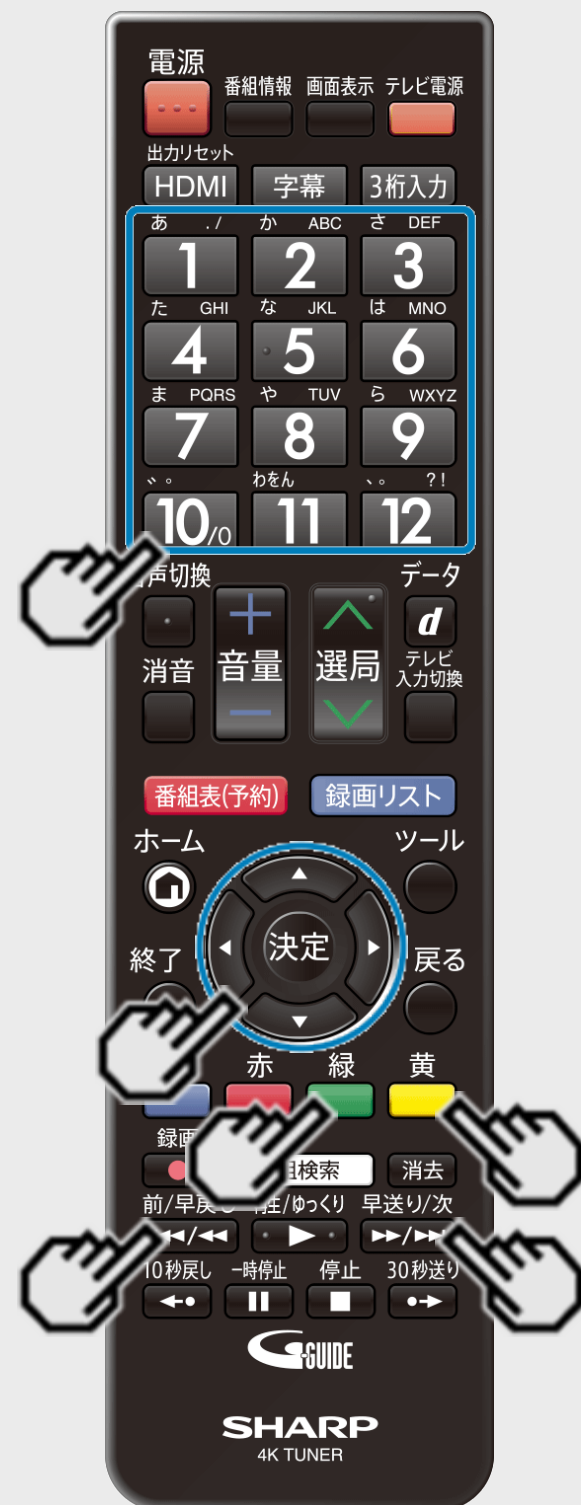 電源
番組情報 画面表示 テレビ電源
出力リセット
HDMI 字幕 3桁入力
あ ./ か ABC さ DEF
1 2 3
た GHI な JKL は MNO
4 5 6
ま PQRS や TUV ら WXYZ
7 8 9
゛゜ わをん 、。 ?!
10/0 11 12
声切換 データ
d
消音 音量 選局 テレビ
入力切換
番組表(予約) 録画リスト
ホーム ツール
決定
終了 戻る
赤 緑 黄
録画
検索 消去
前/早戻し /ゆっくり 早送り/次
10秒戻し 一時停止 停止 30秒送り
G-GUIDE
SHARP
4K TUNER